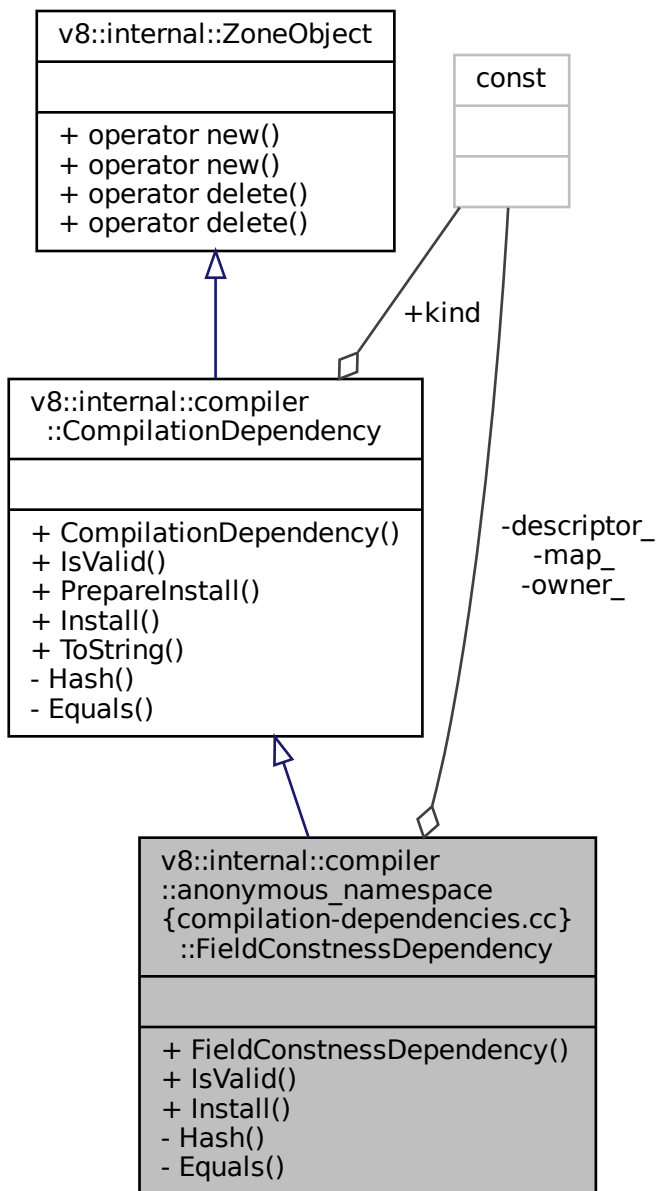 v8::internal::ZoneObject
+ operator new()
+ operator new()
+ operator delete()
+ operator delete()
const
+kind
v8::internal::compiler
::CompilationDependency
+ CompilationDependency()
+ IsValid()
+ PrepareInstall()
+ Install()
+ ToString()
- Hash()
- Equals()
-descriptor_
-map_
-owner_
v8::internal::compiler
::anonymous_namespace
{compilation-dependencies.cc}
::FieldConstnessDependency
+ FieldConstnessDependency()
+ IsValid()
+ Install()
- Hash()
- Equals()